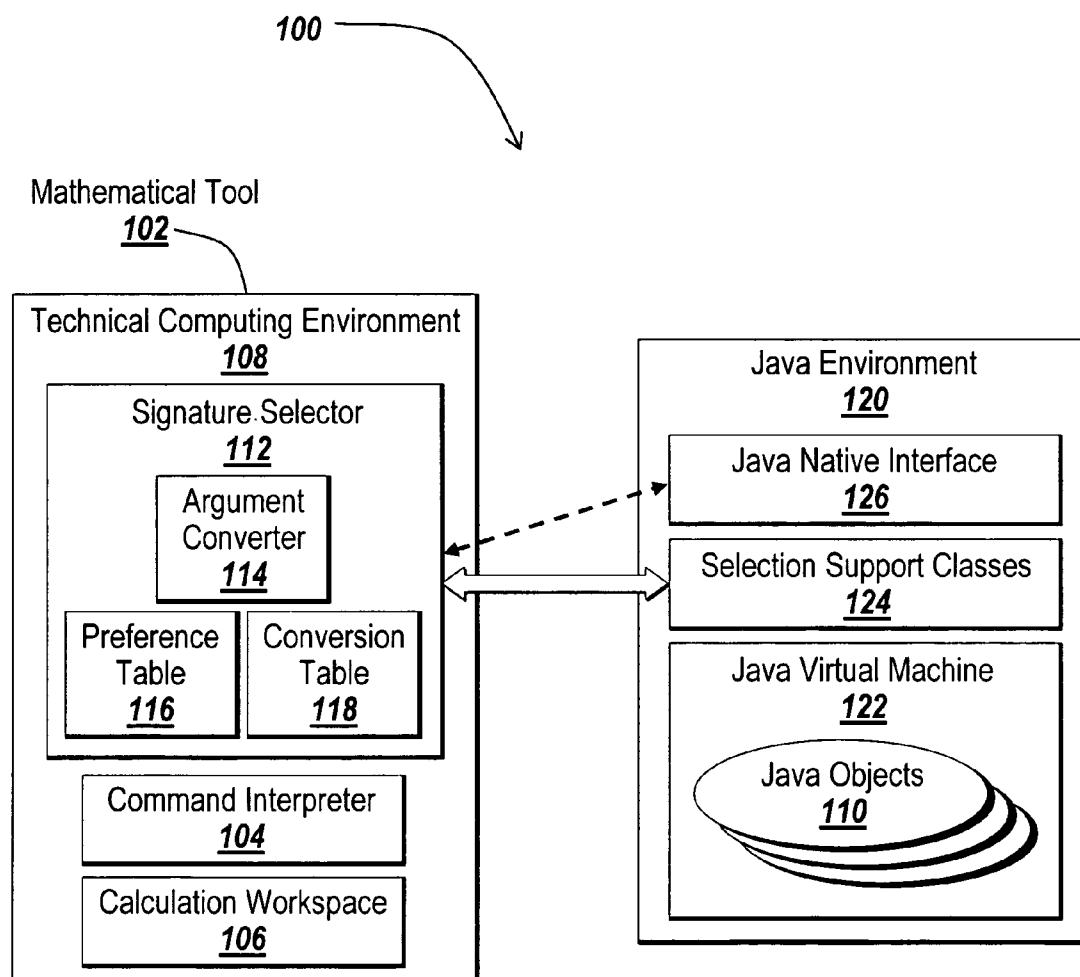 100
Mathematical Tool
102
Technical Computing Environment
108
Signature Selector
112
Argument
Converter
114
Preference
Table
116
Conversion
Table
118
Command Interpreter
104
Calculation Workspace
106
Java Environment
120
Java Native Interface
126
Selection Support Classes
124
Java Virtual Machine
122
Java Objects
110